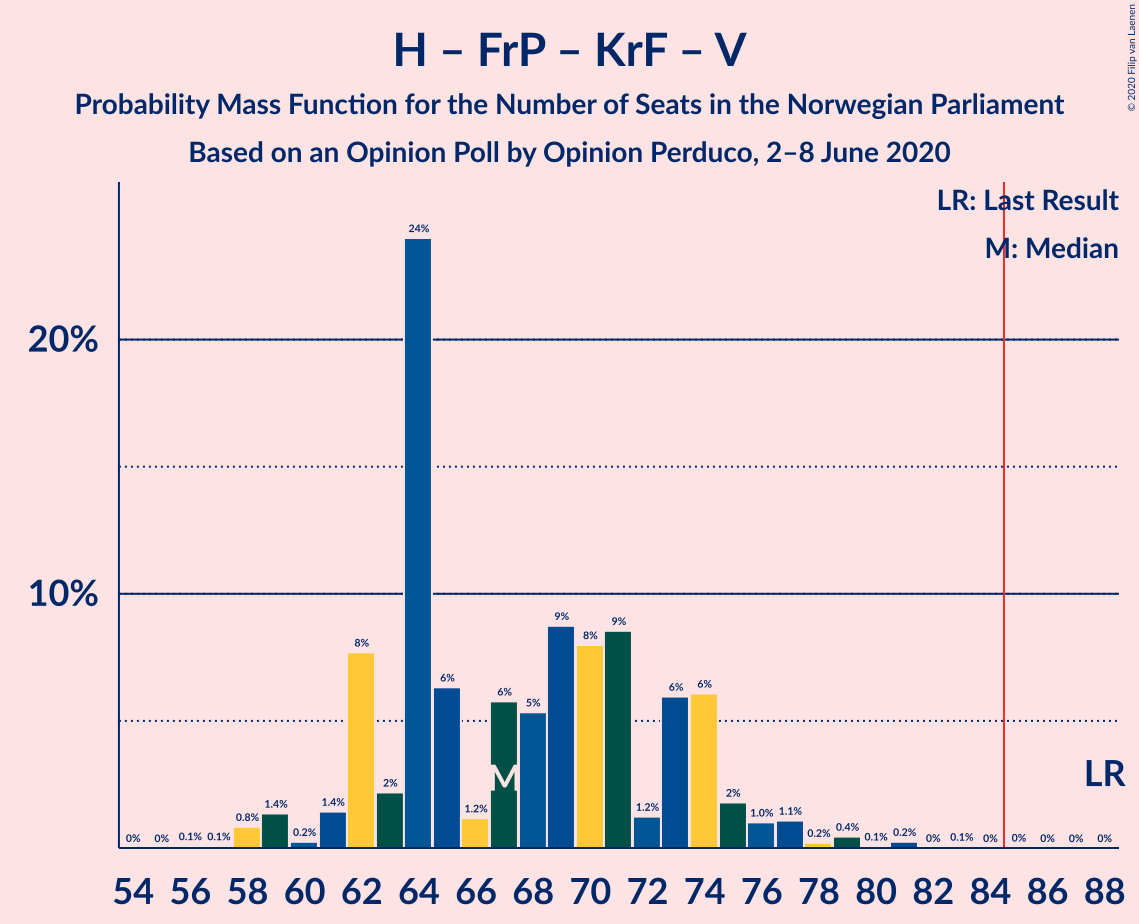 H – FrP – KrF – V
Probability Mass Function for the Number of Seats in the Norwegian Parliament
Based on an Opinion Poll by Opinion Perduco, 2–8 June 2020
© 2020 Filip van Laenen
LR: Last Result
M: Median
24%
20%
10%
9%
9%
8%
8%
6%
6%
6%
6%
5%
M
LR
2%
2%
1.4%
1.4%
1.2%
1.2%
1.0%
1.1%
0.8%
0.2%
0.2%
0.4%
0.2%
0% 0% 0.1% 0.1% 0.1% 0% 0.1% 0% 0% 0% 0% 0%
54 56 58 60 62 64 66 68 70 72 74 76 78 80 82 84 86 88